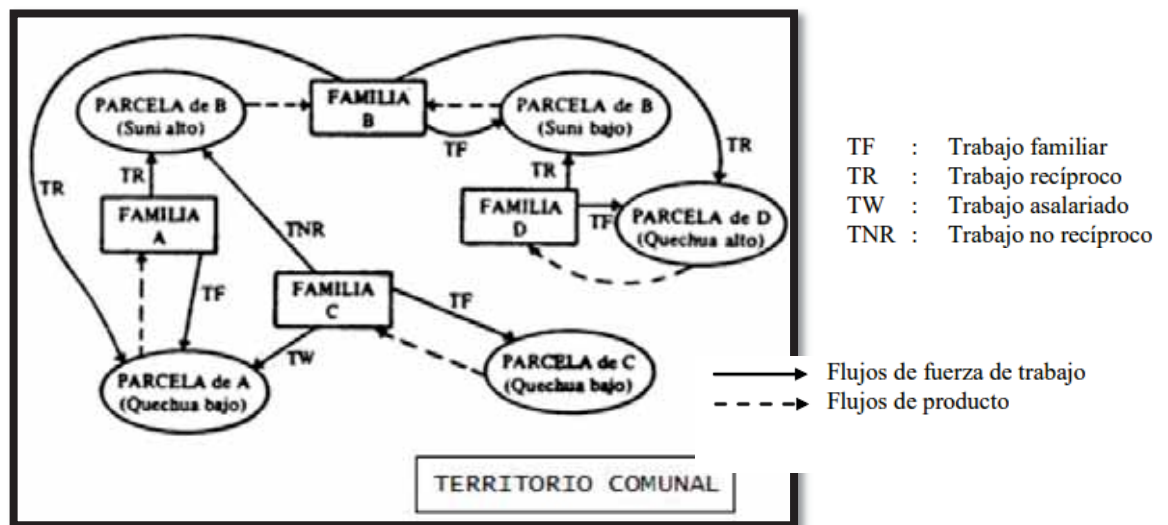 PARCELA de B
(Suni alto)
FAMILIA
B
PARCELA de B
(Suni bajo)
TF
TR
TR
TR
TR
FAMILIA
A
FAMILIA
D
TF
PARCELA de D
(Quechua alto)
TNR
TF
FAMILIA
C
TF
TW
PARCELA de A
(Quechua bajo)
PARCELA de C
(Quechua bajo)
TERRITORIO COMUNAL
TF : Trabajo familiar
TR : Trabajo recíproco
TW : Trabajo asalariado
TNR : Trabajo no recíproco
Flujos de fuerza de trabajo
Flujos de producto